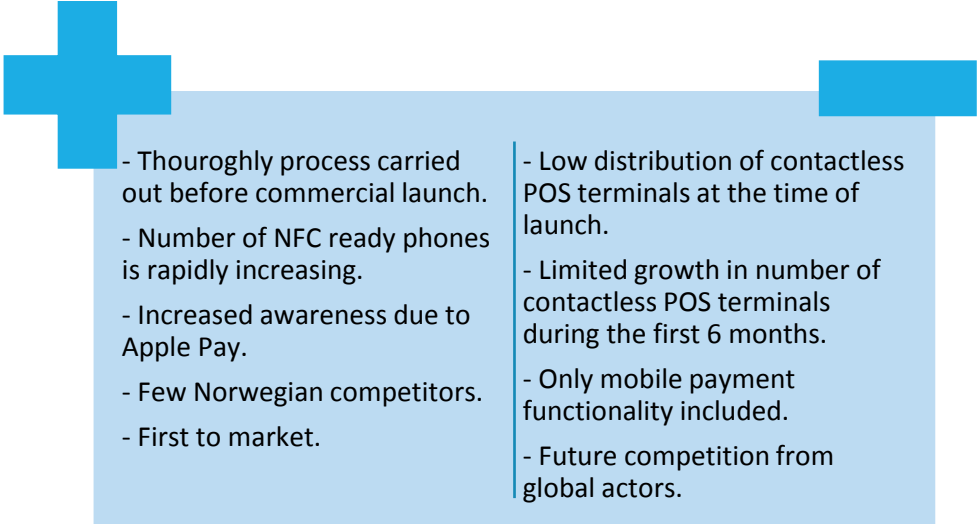 - Thouroghly process carried
out before commercial launch.
- Number of NFC ready phones
is rapidly increasing.
- Increased awareness due to
Apple Pay.
- Few Norwegian competitors.
- First to market.
- Low distribution of contactless
POS terminals at the time of
launch.
- Limited growth in number of
contactless POS terminals
during the first 6 months.
- Only mobile payment
functionality included.
- Future competition from
global actors.